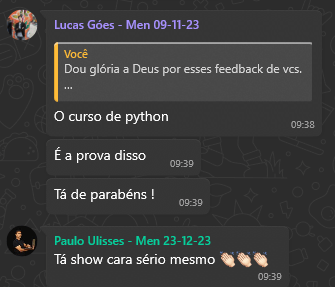 Lucas Góes - Men 09-11-23
Você
Dou glória a Deus por esses feedback de vcs.
...
O curso de python
09:38
É a prova disso
09:39
Tá de parabéns !
09:39
Paulo Ulisses - Men 23-12-23
Tá show cara sério mesmo 👏🏻👏🏻👏🏻
09:39